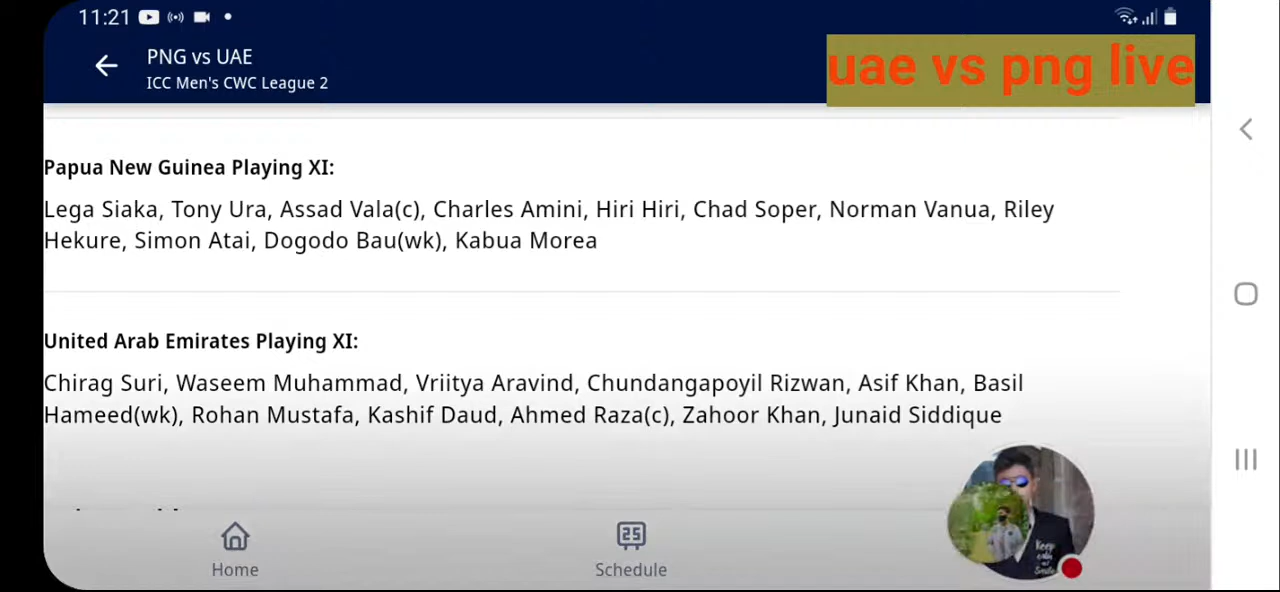 11:21
PNG vs UAE
ICC Men's CWC League 2
uae vs png live
Papua New Guinea Playing XI:
Lega Siaka, Tony Ura, Assad Vala(c), Charles Amini, Hiri Hiri, Chad Soper, Norman Vanua, Riley
Hekure, Simon Atai, Dogodo Bau(wk), Kabua Morea
United Arab Emirates Playing XI:
Chirag Suri, Waseem Muhammad, Vriitya Aravind, Chundangapoyil Rizwan, Asif Khan, Basil
Hameed(wk), Rohan Mustafa, Kashif Daud, Ahmed Raza(c), Zahoor Khan, Junaid Siddique
Keep
calm
Smile
25
Home
Schedule